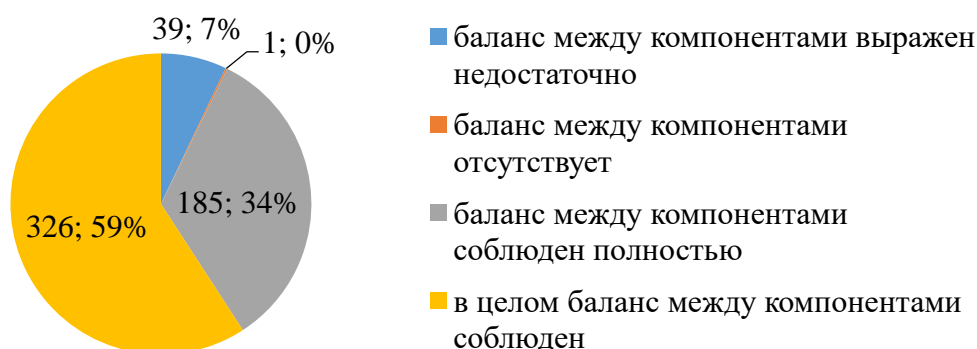 39; 7%
1; 0%
185; 34%
326; 59%
баланс между компонентами выражен
недостаточно
баланс между компонентами
отсутствует
баланс между компонентами
соблюден полностью
в целом баланс между компонентами
соблюден